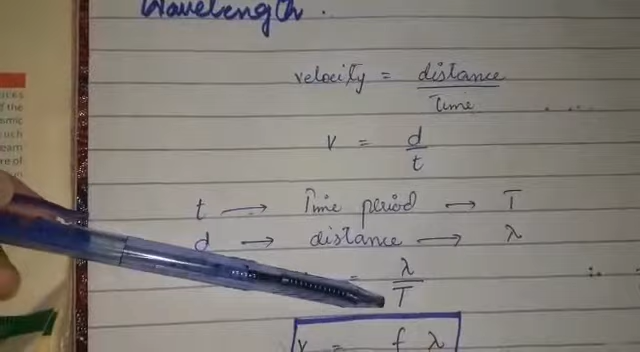 Wavelength.
velocity = distance
Time
v = d
t
t → Time period → T
d → distance → λ
= λ
T
∴
v = f λ